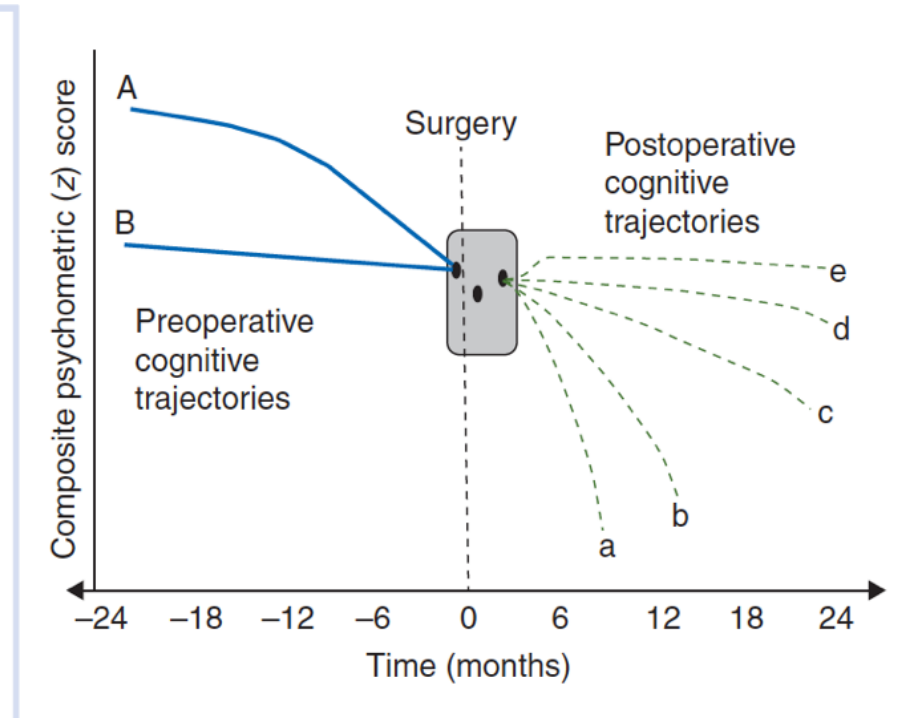 A
B
Surgery
Postoperative
cognitive
trajectories
Preoperative
cognitive
trajectories
e
d
c
b
a
Composite psychometric (z) score
–24 –18 –12 –6 0 6 12 18 24
Time (months)